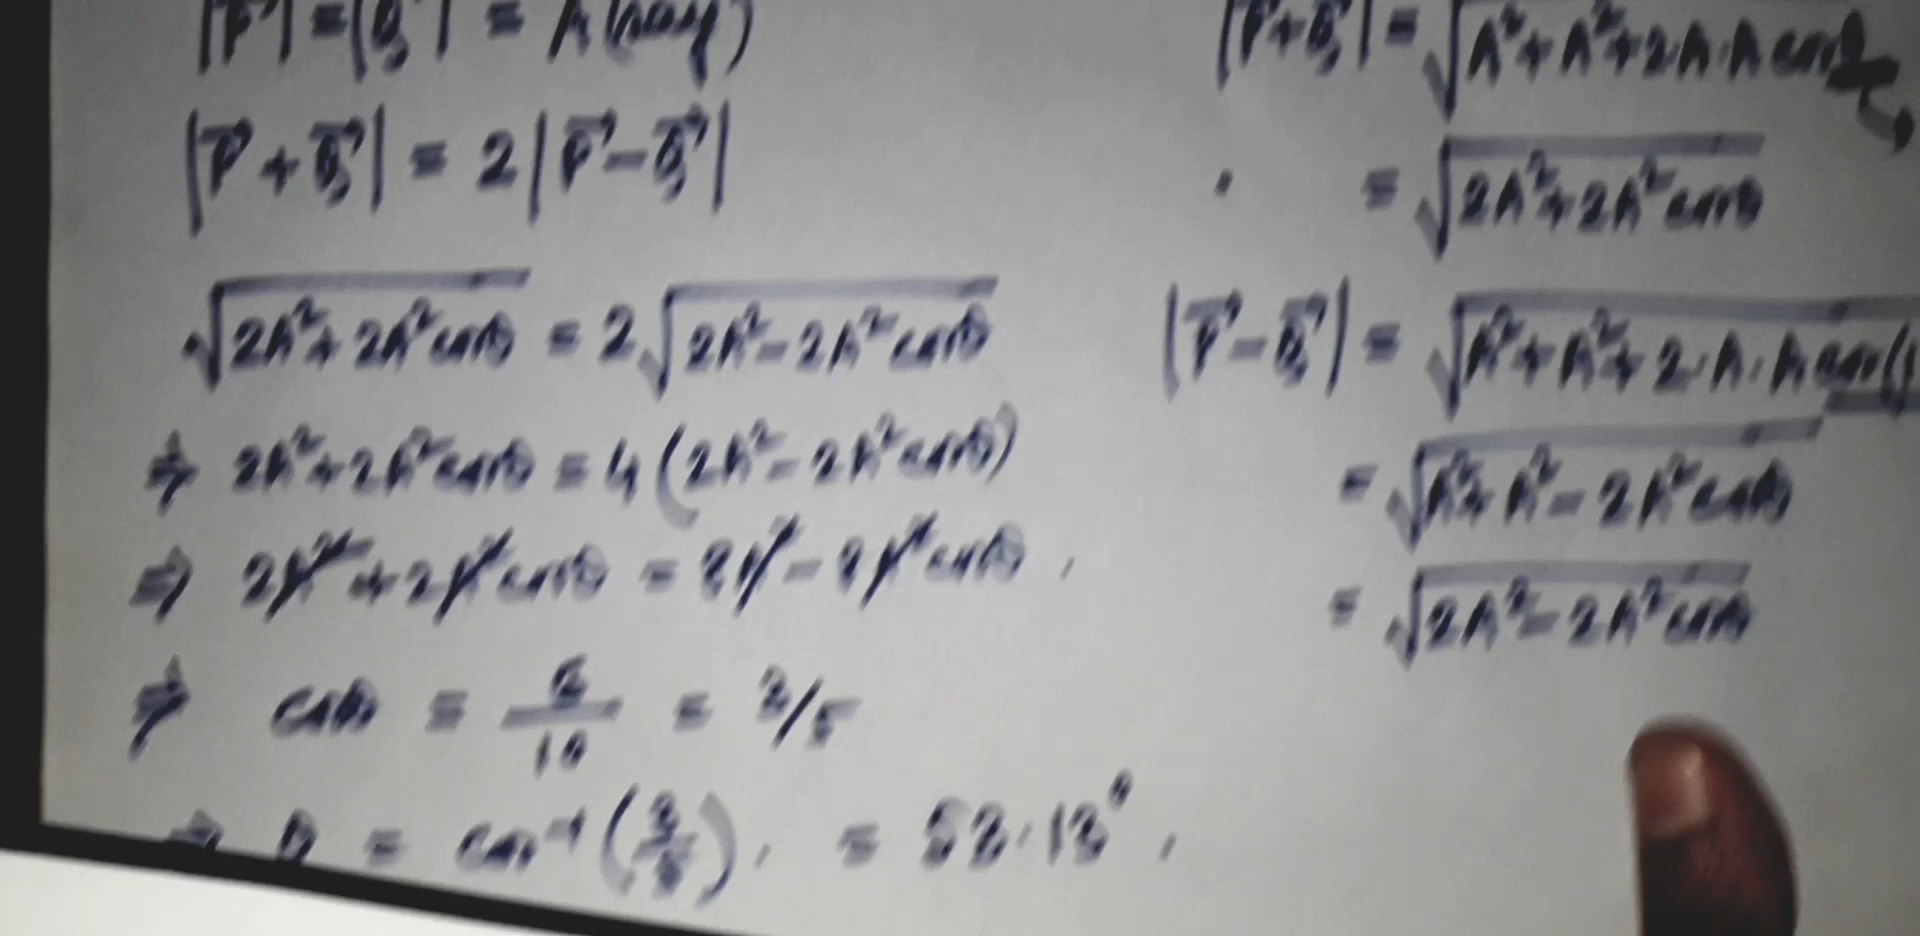 |P⃗| = |Q⃗| = A (say)
|P⃗ + Q⃗| = 2|P⃗ − Q⃗|
√(2A² + 2A² cosθ) = 2√(2A² − 2A² cosθ)
⇒ 2A² + 2A² cosθ = 4(2A² − 2A² cosθ)
⇒ 2A² + 2A² cosθ = 8A² − 8A² cosθ,
⇒ cosθ = 6/10 = 3/5
⇒ θ = cos⁻¹(3/5), = 53.13°,
|P⃗ + Q⃗| = √(A² + A² + 2A·A cosθ)
= √(2A² + 2A² cosθ)
|P⃗ − Q⃗| = √(A² + A² + 2·A·A cos(
= √(A² + A² − 2A² cosθ)
= √(2A² − 2A² cosθ)